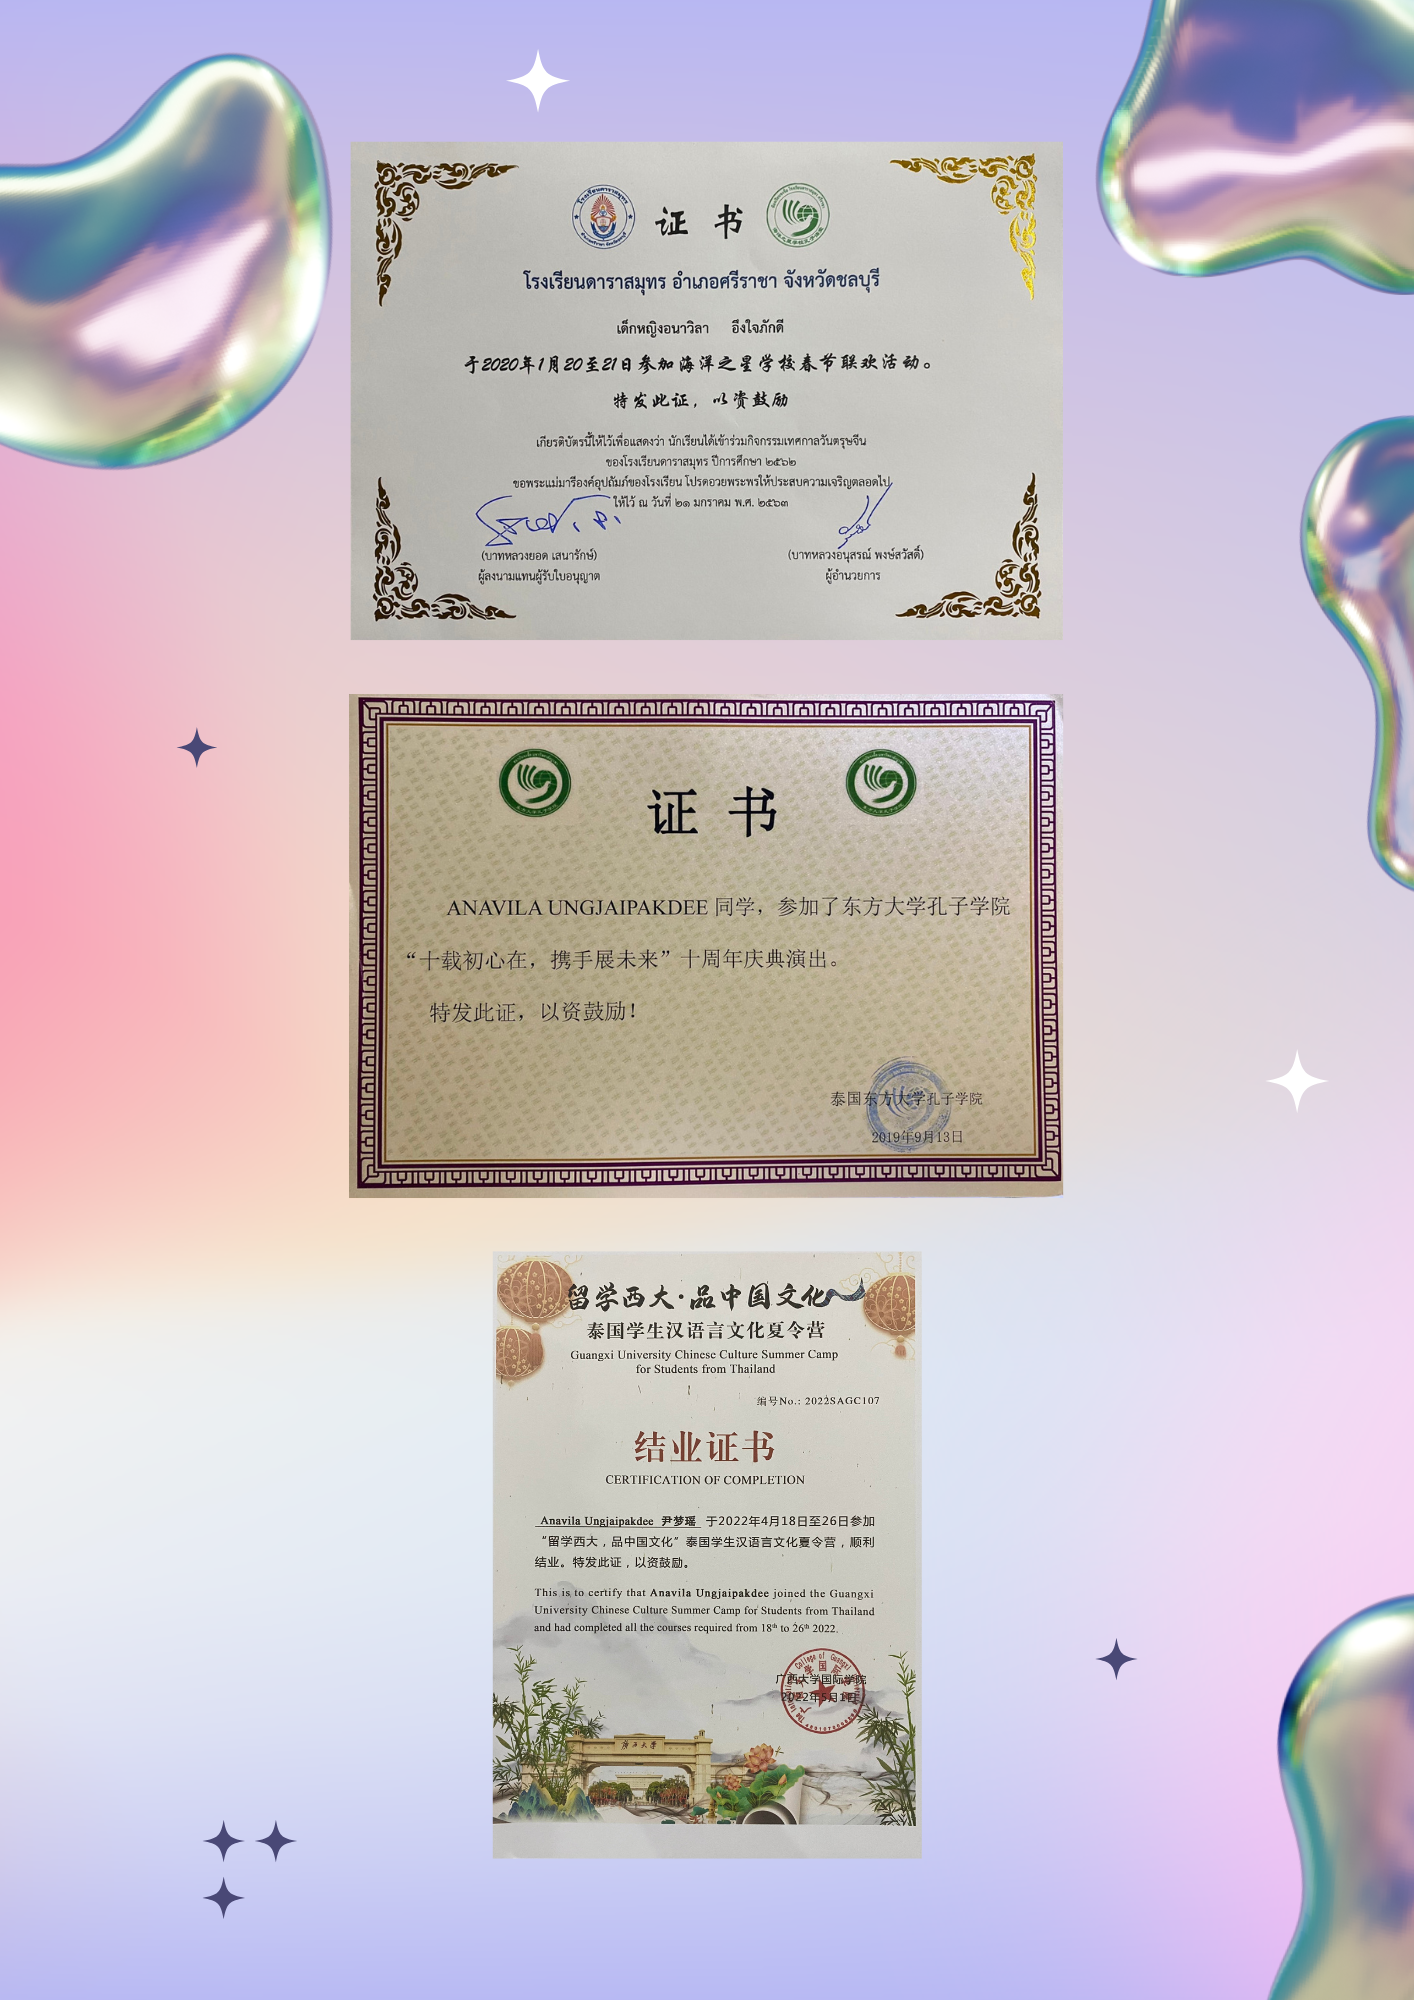 证 书
โรงเรียนดาราสมุทร อำเภอศรีราชา จังหวัดชลบุรี
เด็กหญิงอนาวิลา อึงใจภักดี
于2020年1月20至21日参加海洋之星学校春节联欢活动。
特发此证，以资鼓励
เกียรติบัตรนี้ให้ไว้เพื่อแสดงว่า นักเรียนได้เข้าร่วมกิจกรรมเทศกาลวันตรุษจีน
ของโรงเรียนดาราสมุทร ปีการศึกษา ๒๕๖๒
ขอพระแม่มารีองค์อุปถัมภ์ของโรงเรียน โปรดอวยพระพรให้ประสบความเจริญตลอดไป
ให้ไว้ ณ วันที่ ๒๑ มกราคม พ.ศ. ๒๕๖๓
(บาทหลวงยอด เสนารักษ์)
ผู้ลงนามแทนผู้รับใบอนุญาต
(บาทหลวงอนุสรณ์ พงษ์สวัสดิ์)
ผู้อำนวยการ
证 书
ANAVILA UNGJAIPAKDEE 同学，参加了东方大学孔子学院
“十载初心在，携手展未来”十周年庆典演出。
特发此证，以资鼓励！
泰国东方大学孔子学院
2019年9月13日
留学西大·品中国文化
泰国学生汉语言文化夏令营
Guangxi University Chinese Culture Summer Camp
for Students from Thailand
编号No.: 2022SAGC107
结业证书
CERTIFICATION OF COMPLETION
Anavila Ungjaipakdee 尹梦瑶 于2022年4月18日至26日参加
“留学西大，品中国文化”泰国学生汉语言文化夏令营，顺利
结业。特发此证，以资鼓励。
This is to certify that Anavila Ungjaipakdee joined the Guangxi
University Chinese Culture Summer Camp for Students from Thailand
and had completed all the courses required from 18th to 26th 2022.
广西大学国际学院
2022年5月1日